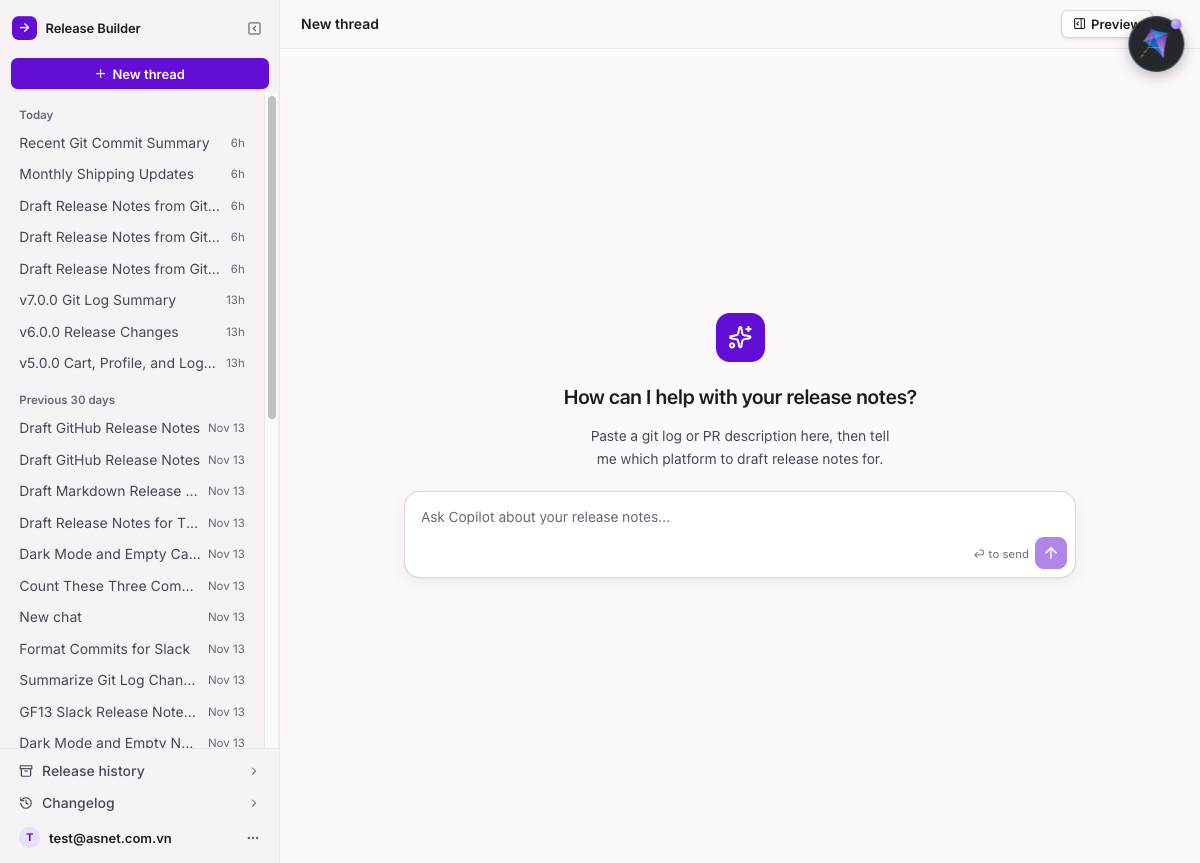 Release Builder
New thread
Today
Recent Git Commit Summary 6h
Monthly Shipping Updates 6h
Draft Release Notes from Git... 6h
Draft Release Notes from Git... 6h
Draft Release Notes from Git... 6h
v7.0.0 Git Log Summary 13h
v6.0.0 Release Changes 13h
v5.0.0 Cart, Profile, and Log... 13h
Previous 30 days
Draft GitHub Release Notes Nov 13
Draft GitHub Release Notes Nov 13
Draft Markdown Release ... Nov 13
Draft Release Notes for T... Nov 13
Dark Mode and Empty Ca... Nov 13
Count These Three Com... Nov 13
New chat Nov 13
Format Commits for Slack Nov 13
Summarize Git Log Chan... Nov 13
GF13 Slack Release Note... Nov 13
Dark Mode and Empty N... Nov 13
Release history
Changelog
T test@asnet.com.vn
New thread
Preview
How can I help with your release notes?
Paste a git log or PR description here, then tell
me which platform to draft release notes for.
Ask Copilot about your release notes...
to send